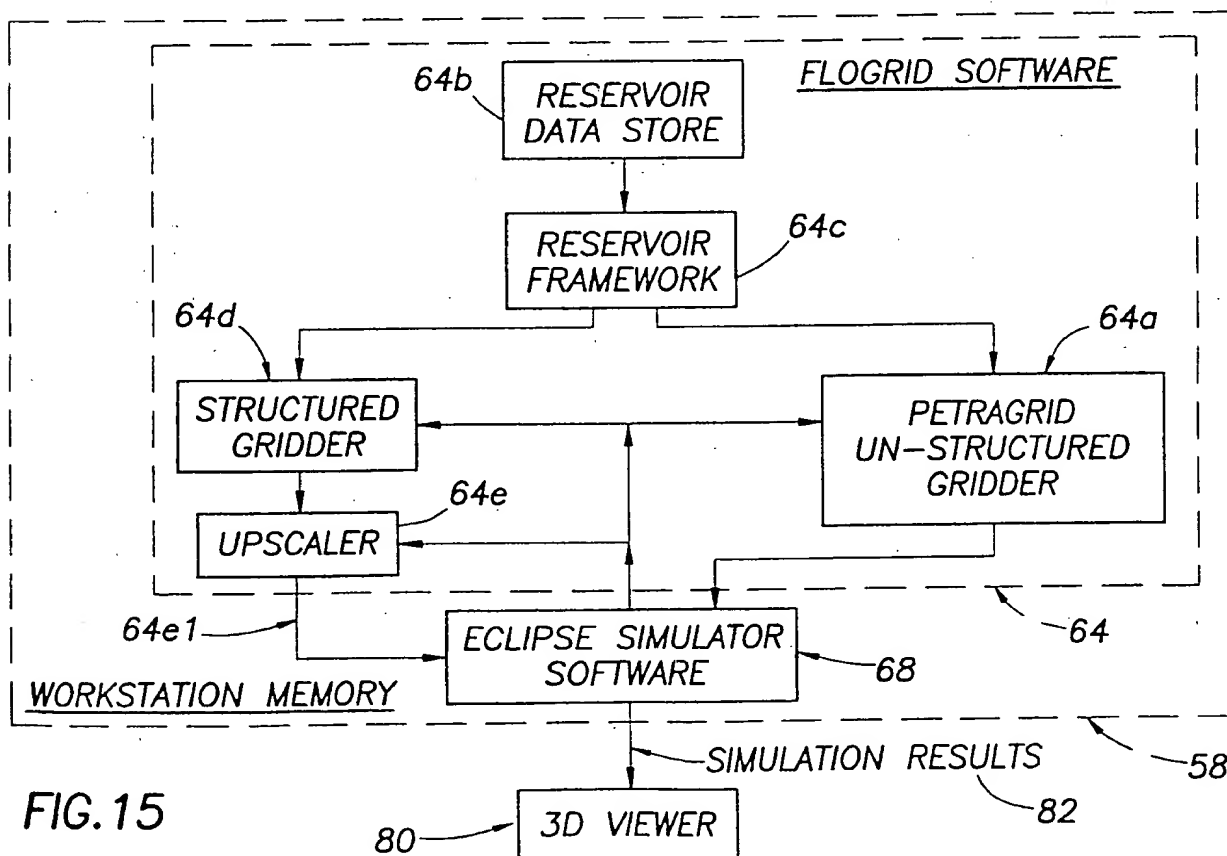 FLOGRID SOFTWARE
64b
RESERVOIR
DATA STORE
RESERVOIR
FRAMEWORK
64c
64d
64a
STRUCTURED
GRIDDER
PETRAGRID
UN-STRUCTURED
GRIDDER
64e
UPSCALER
64e1
64
ECLIPSE SIMULATOR
SOFTWARE
68
WORKSTATION MEMORY
58
SIMULATION RESULTS
82
FIG.15
80
3D VIEWER